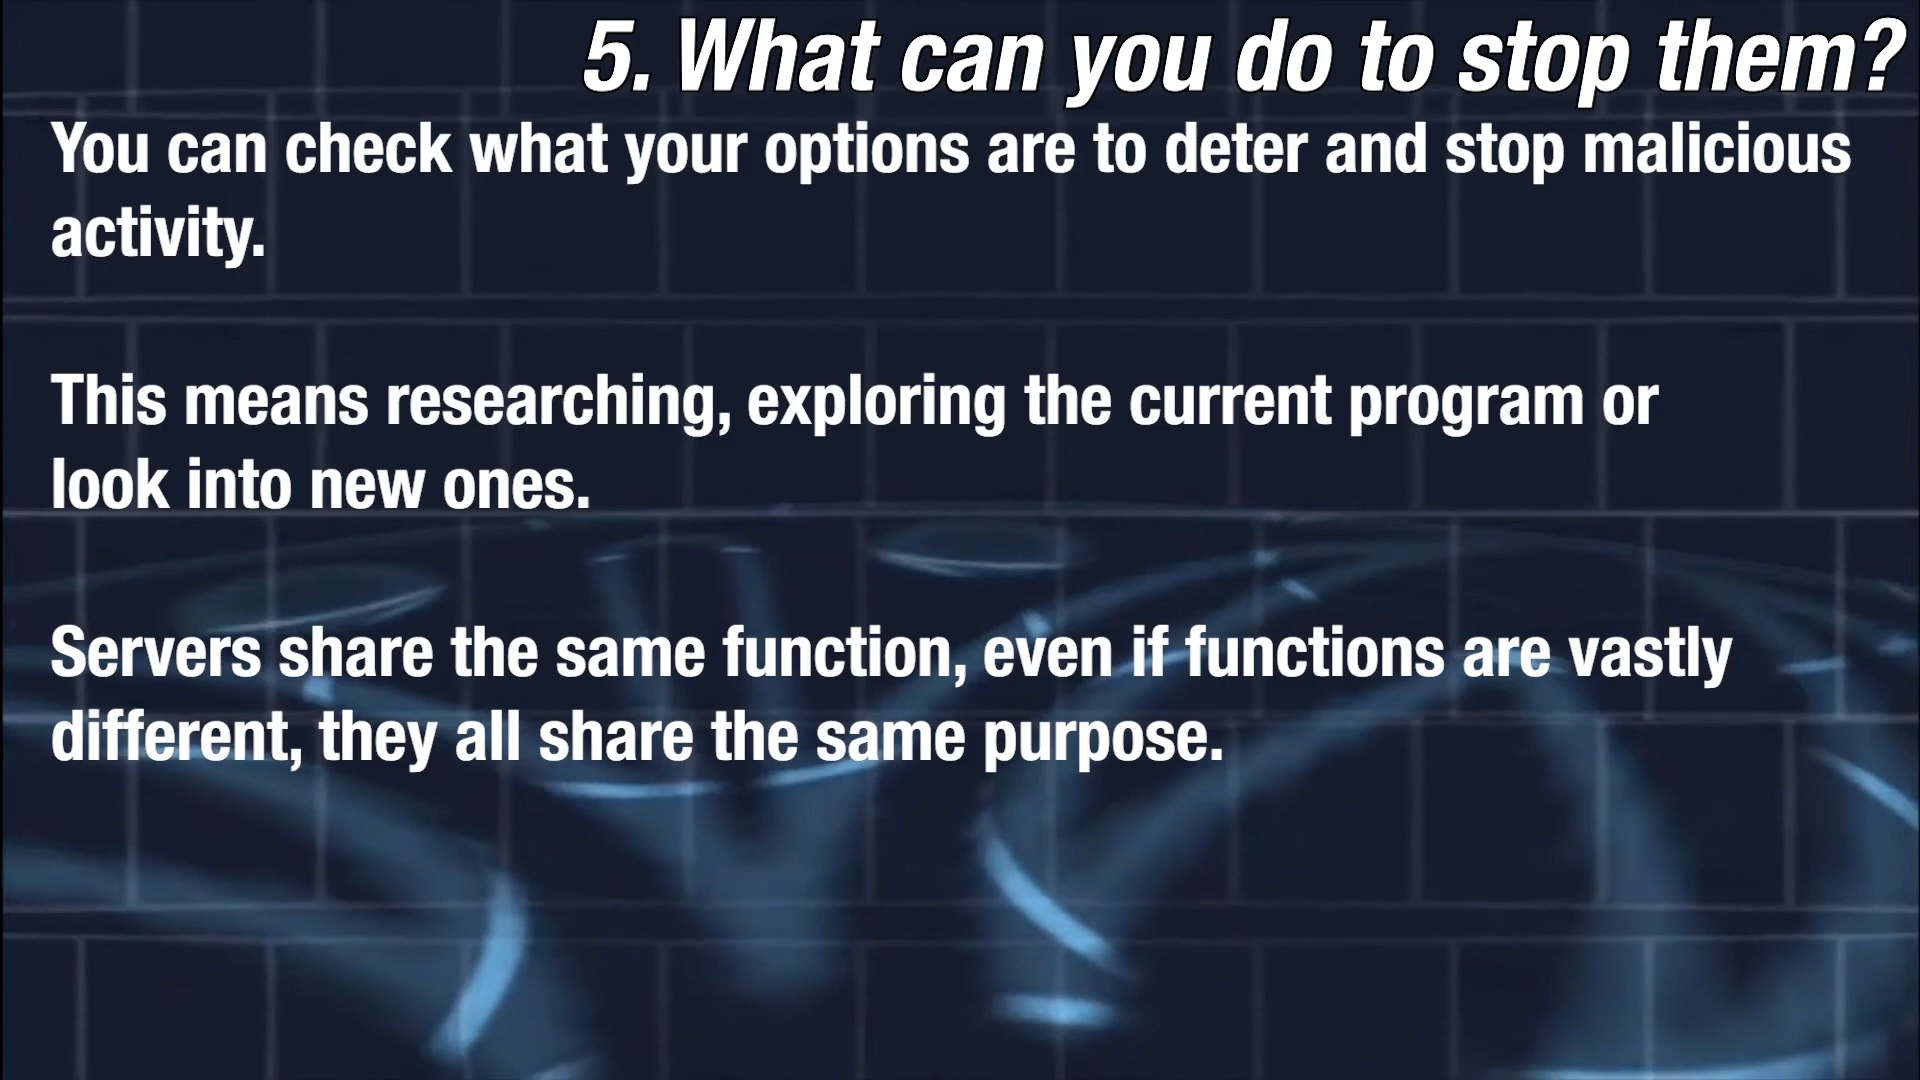 5. What can you do to stop them?
You can check what your options are to deter and stop malicious
activity.
This means researching, exploring the current program or
look into new ones.
Servers share the same function, even if functions are vastly
different, they all share the same purpose.